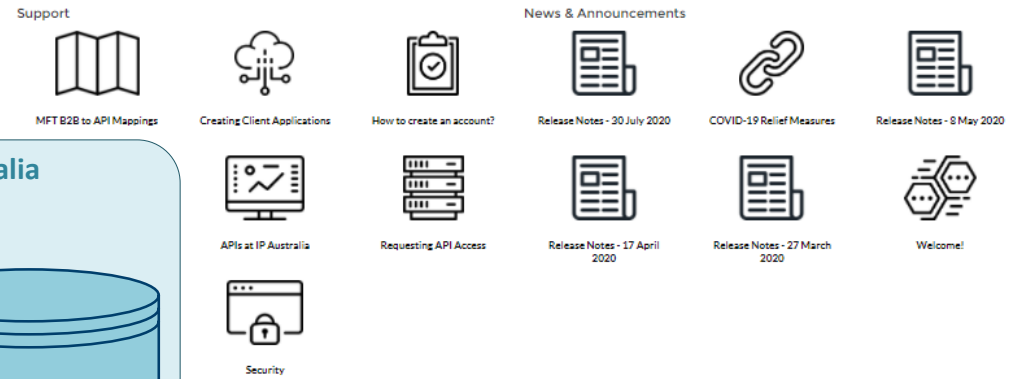 Support
News & Announcements
MFT B2B to API Mappings
Creating Client Applications
How to create an account?
Release Notes - 30 July 2020
COVID-19 Relief Measures
Release Notes - 8 May 2020
alia
APIs at IP Australia
Requesting API Access
Release Notes - 17 April
2020
Release Notes - 27 March
2020
Welcome!
Security